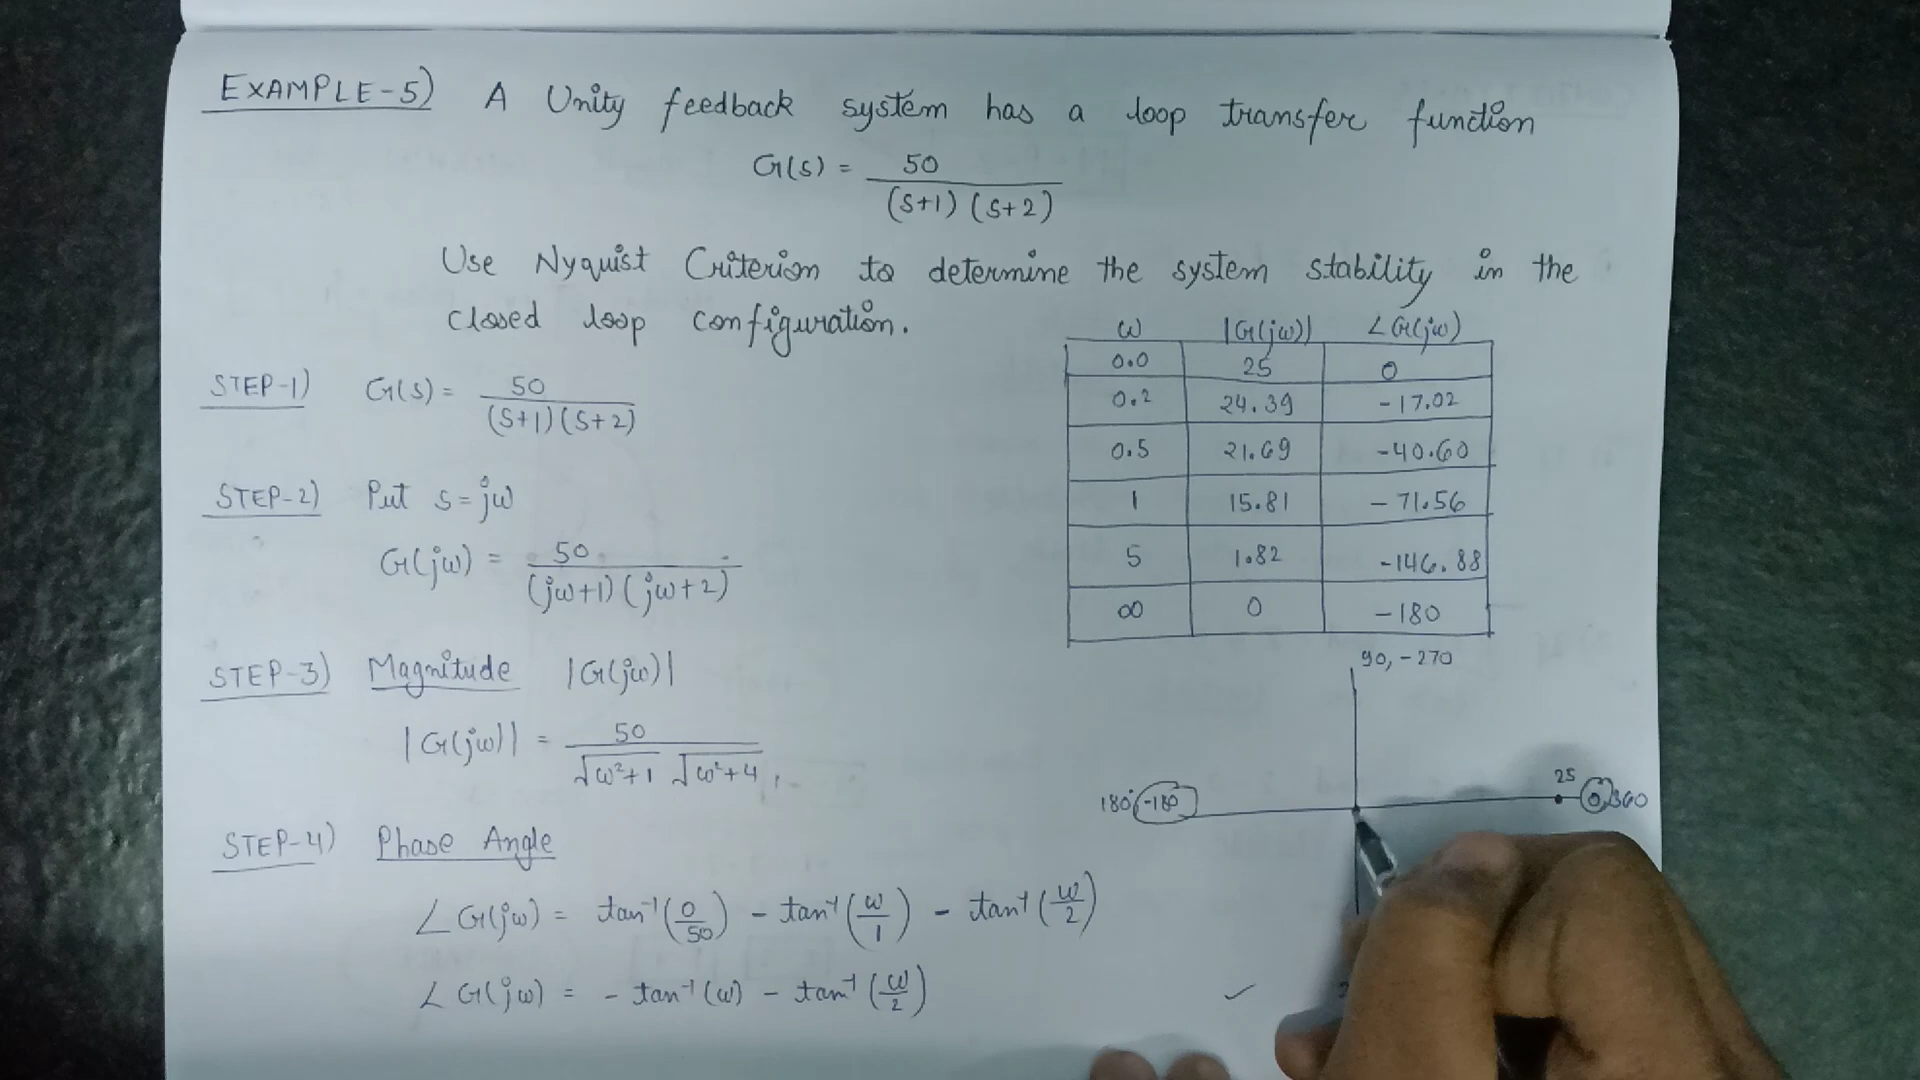 EXAMPLE-5) A Unity feedback system has a loop transfer function
G(s) = 50 / (s+1) (s+2)
Use Nyquist Criterion to determine the system stability in the
closed loop configuration.
STEP-1) G(s) = 50 / (s+1) (s+2)
STEP-2) Put s = jω
G(jω) = 50 / (jω+1) (jω+2)
STEP-3) Magnitude |G(jω)|
|G(jω)| = 50 / √ω²+1 √ω²+4
STEP-4) Phase Angle
∠G(jω) = tan⁻¹(0/50) - tan⁻¹(ω/1) - tan⁻¹(ω/2)
∠G(jω) = - tan⁻¹(ω) - tan⁻¹(ω/2)
ω |G(jω)| ∠G(jω)
0.0 25 0
0.2 24.39 -17.02
0.5 21.69 -40.60
1 15.81 -71.56
5 1.82 -146.88
∞ 0 -180
90, -270
25
180° -180 0, 360